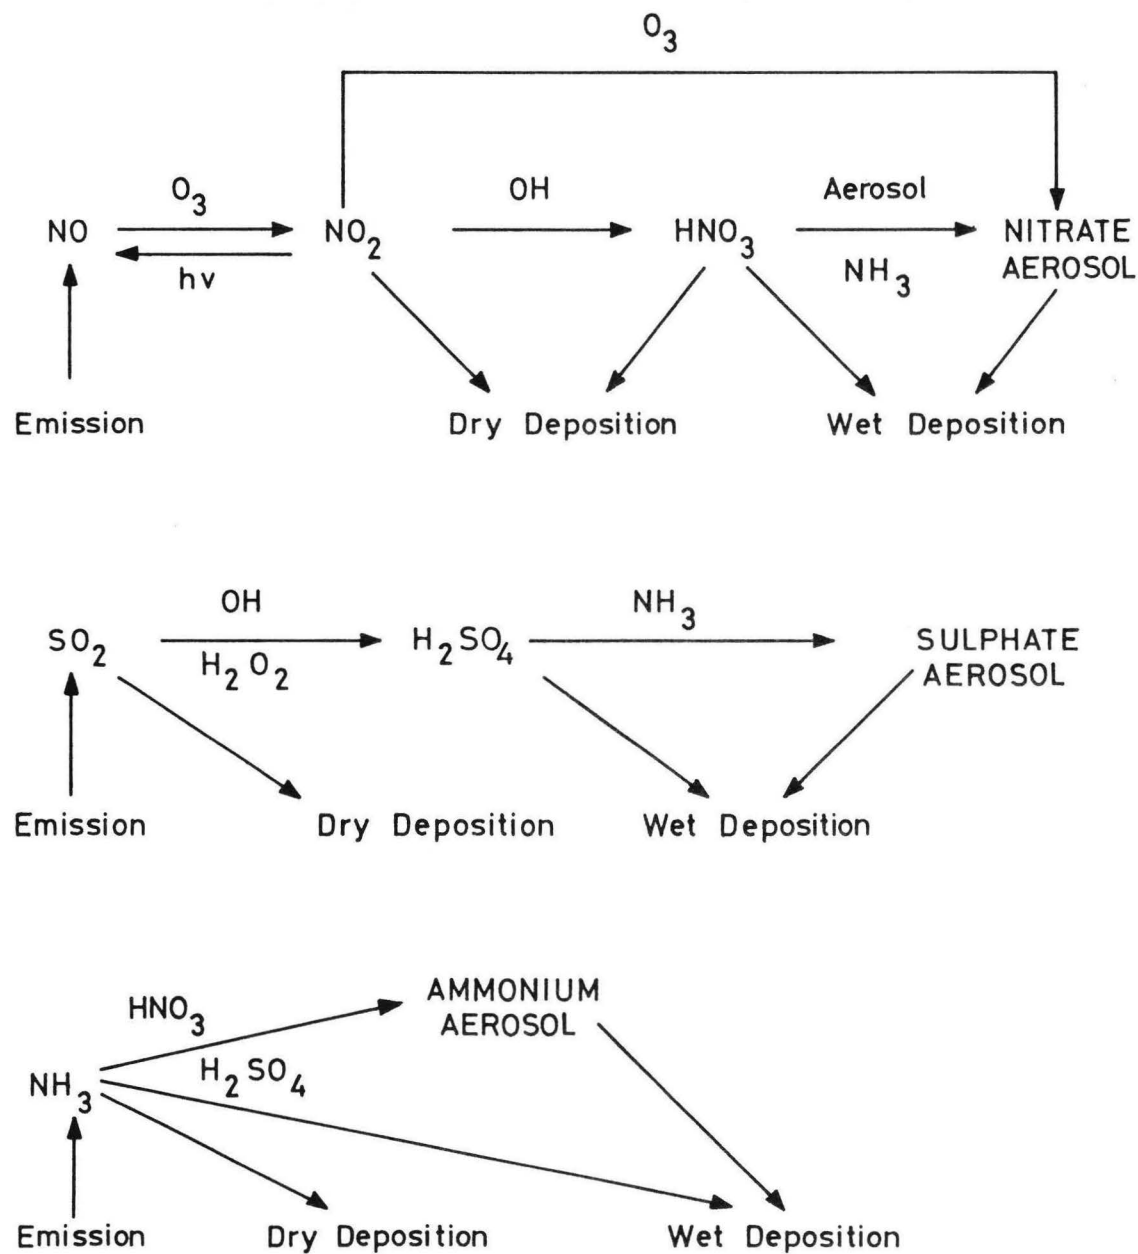 O3
O3
OH
Aerosol
NO
NO2
HNO3
NITRATE
AEROSOL
hν
NH3
Emission
Dry Deposition
Wet Deposition
OH
NH3
SO2
H2SO4
SULPHATE
AEROSOL
H2O2
Emission
Dry Deposition
Wet Deposition
AMMONIUM
AEROSOL
HNO3
H2SO4
NH3
Emission
Dry Deposition
Wet Deposition